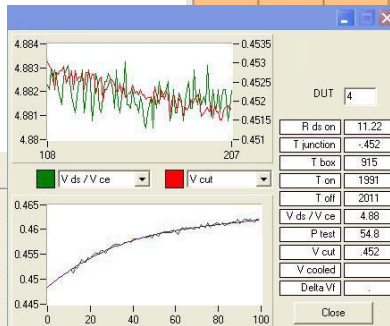 4.884
4.883
4.882
4.881
4.88
0.4535
0.453
0.4525
0.452
0.4515
0.451
108
207
V ds / V ce
V cut
0.465
0.46
0.455
0.45
0.445
0
20
40
60
80
100
DUT 4
R ds on 11.22
T junction -.452
T box 915
T on 1991
T off 2011
V ds / V ce 4.88
P test 54.8
V cut .452
V cooled
Delta Vf .
Close